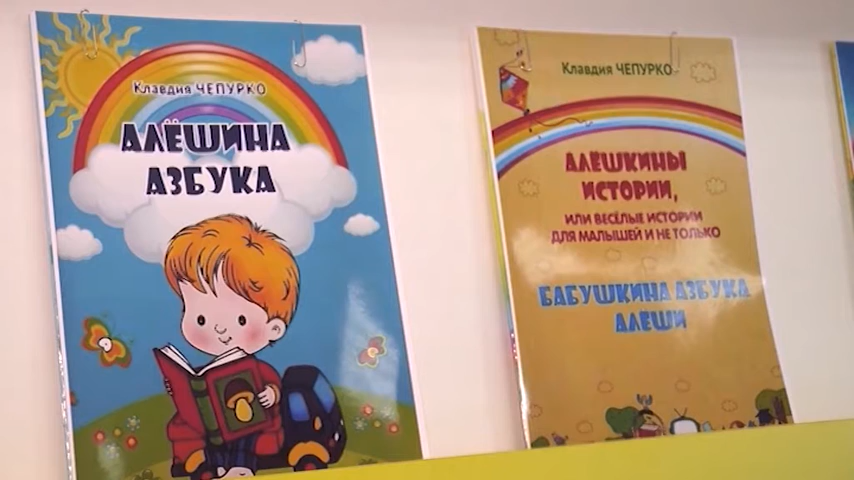 Клавдия ЧЕПУРКО
АЛЁШИНА
АЗБУКА
Клавдия ЧЕПУРКО
АЛЁШКИНЫ
ИСТОРИИ,
ИЛИ ВЕСЁЛЫЕ ИСТОРИИ
ДЛЯ МАЛЫШЕЙ И НЕ ТОЛЬКО
БАБУШКИНА АЗБУКА
АЛЕШИ